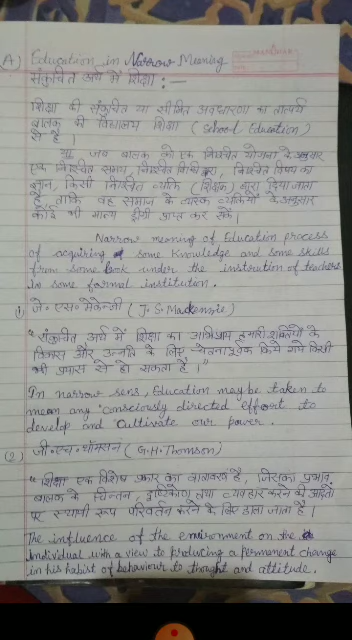 A) Education in Narrow Meaning
संकुचित अर्थ में शिक्षा :—
शिक्षा की संकुचित या सीमित अवधारणा का तात्पर्य
बालक की विद्यालय शिक्षा (School Education)
से है।
जब बालक को एक निश्चित योजना के अनुसार
एक निश्चित समय, निश्चित विधि द्वारा, निश्चित विषय का
ज्ञान, किसी निश्चित व्यक्ति (शिक्षक) द्वारा दिया जाता
है, ताकि वह समाज के व्यक्तियों के अनुसार
कोई भी मान्य डिग्री प्राप्त कर सके।
Narrow meaning of Education process
of acquiring some Knowledge and some skills
from some book under the instrution of teachers
in some formal institution.
1) जे. एस. मेकेन्जी (J. S. Mackenzie)
"संकुचित अर्थ में शिक्षा का अभिप्राय हमारी शक्तियों के
विकास और उन्नति के लिए चेतनापूर्वक किये गये किसी
भी प्रयास से हो सकता है।"
In narrow sens, Education may be taken to
mean any consciously directed effort to
develop and cultivate our power.
(2) जी. एच. थॉमसन (G.H. Thomson)
"शिक्षा एक विशेष प्रकार का वातावरण है, जिसका प्रभाव
बालक के चिन्तन, दृष्टिकोण तथा व्यवहार करने की आदतों
पर स्थायी रूप परिवर्तन करने के लिए डाला जाता है।
The influence of the environment on the
individual with a view to producing a permenent change
in his habist of behaviour to thought and attitude.